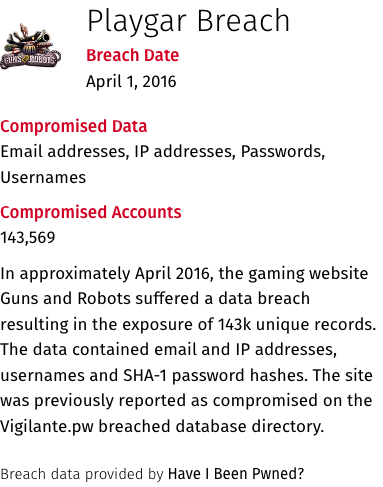 Playgar Breach
GUNS AND ROBOTS
Breach Date
April 1, 2016
Compromised Data
Email addresses, IP addresses, Passwords,
Usernames
Compromised Accounts
143,569
In approximately April 2016, the gaming website
Guns and Robots suffered a data breach
resulting in the exposure of 143k unique records.
The data contained email and IP addresses,
usernames and SHA-1 password hashes. The site
was previously reported as compromised on the
Vigilante.pw breached database directory.
Breach data provided by Have I Been Pwned?